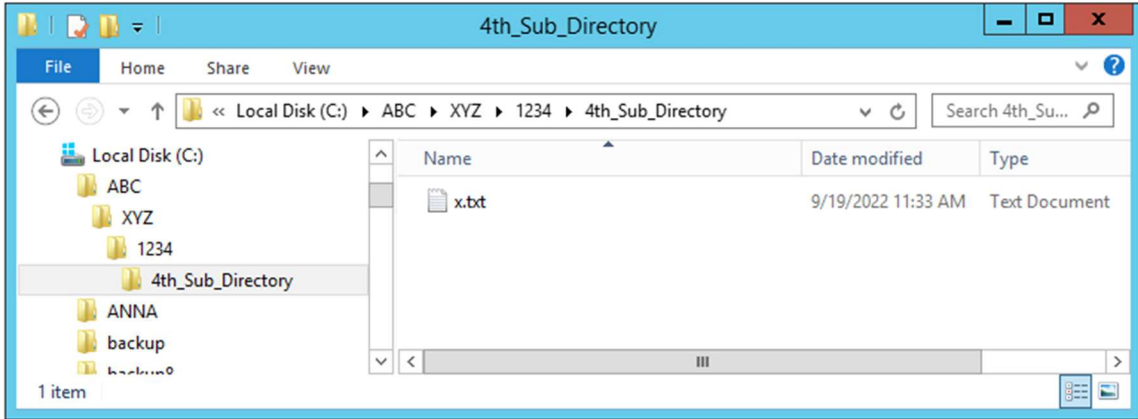 4th_Sub_Directory
File Home Share View
« Local Disk (C:) ABC XYZ 1234 4th_Sub_Directory Search 4th_Su...
Local Disk (C:)
ABC
XYZ
1234
4th_Sub_Directory
ANNA
backup
Name Date modified Type
x.txt 9/19/2022 11:33 AM Text Document
1 item